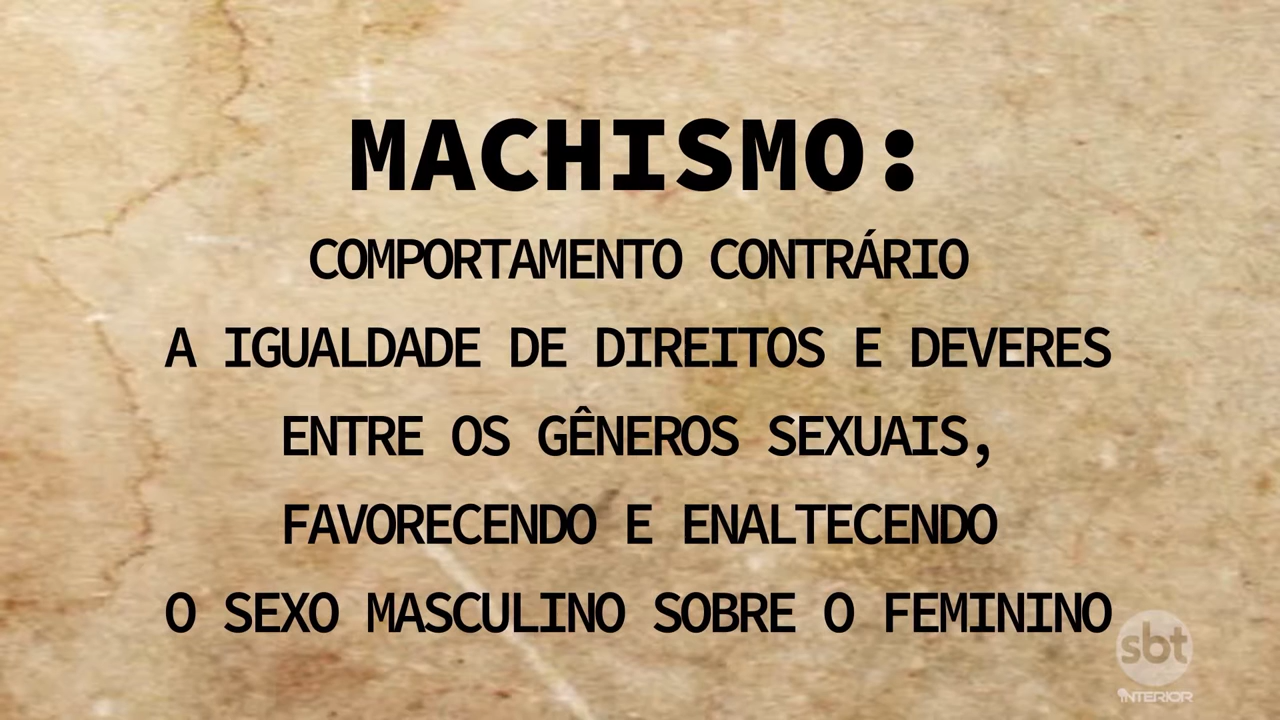 MACHISMO:
COMPORTAMENTO CONTRÁRIO
A IGUALDADE DE DIREITOS E DEVERES
ENTRE OS GÊNEROS SEXUAIS,
FAVORECENDO E ENALTECENDO
O SEXO MASCULINO SOBRE O FEMININO
sbt
INTERIOR